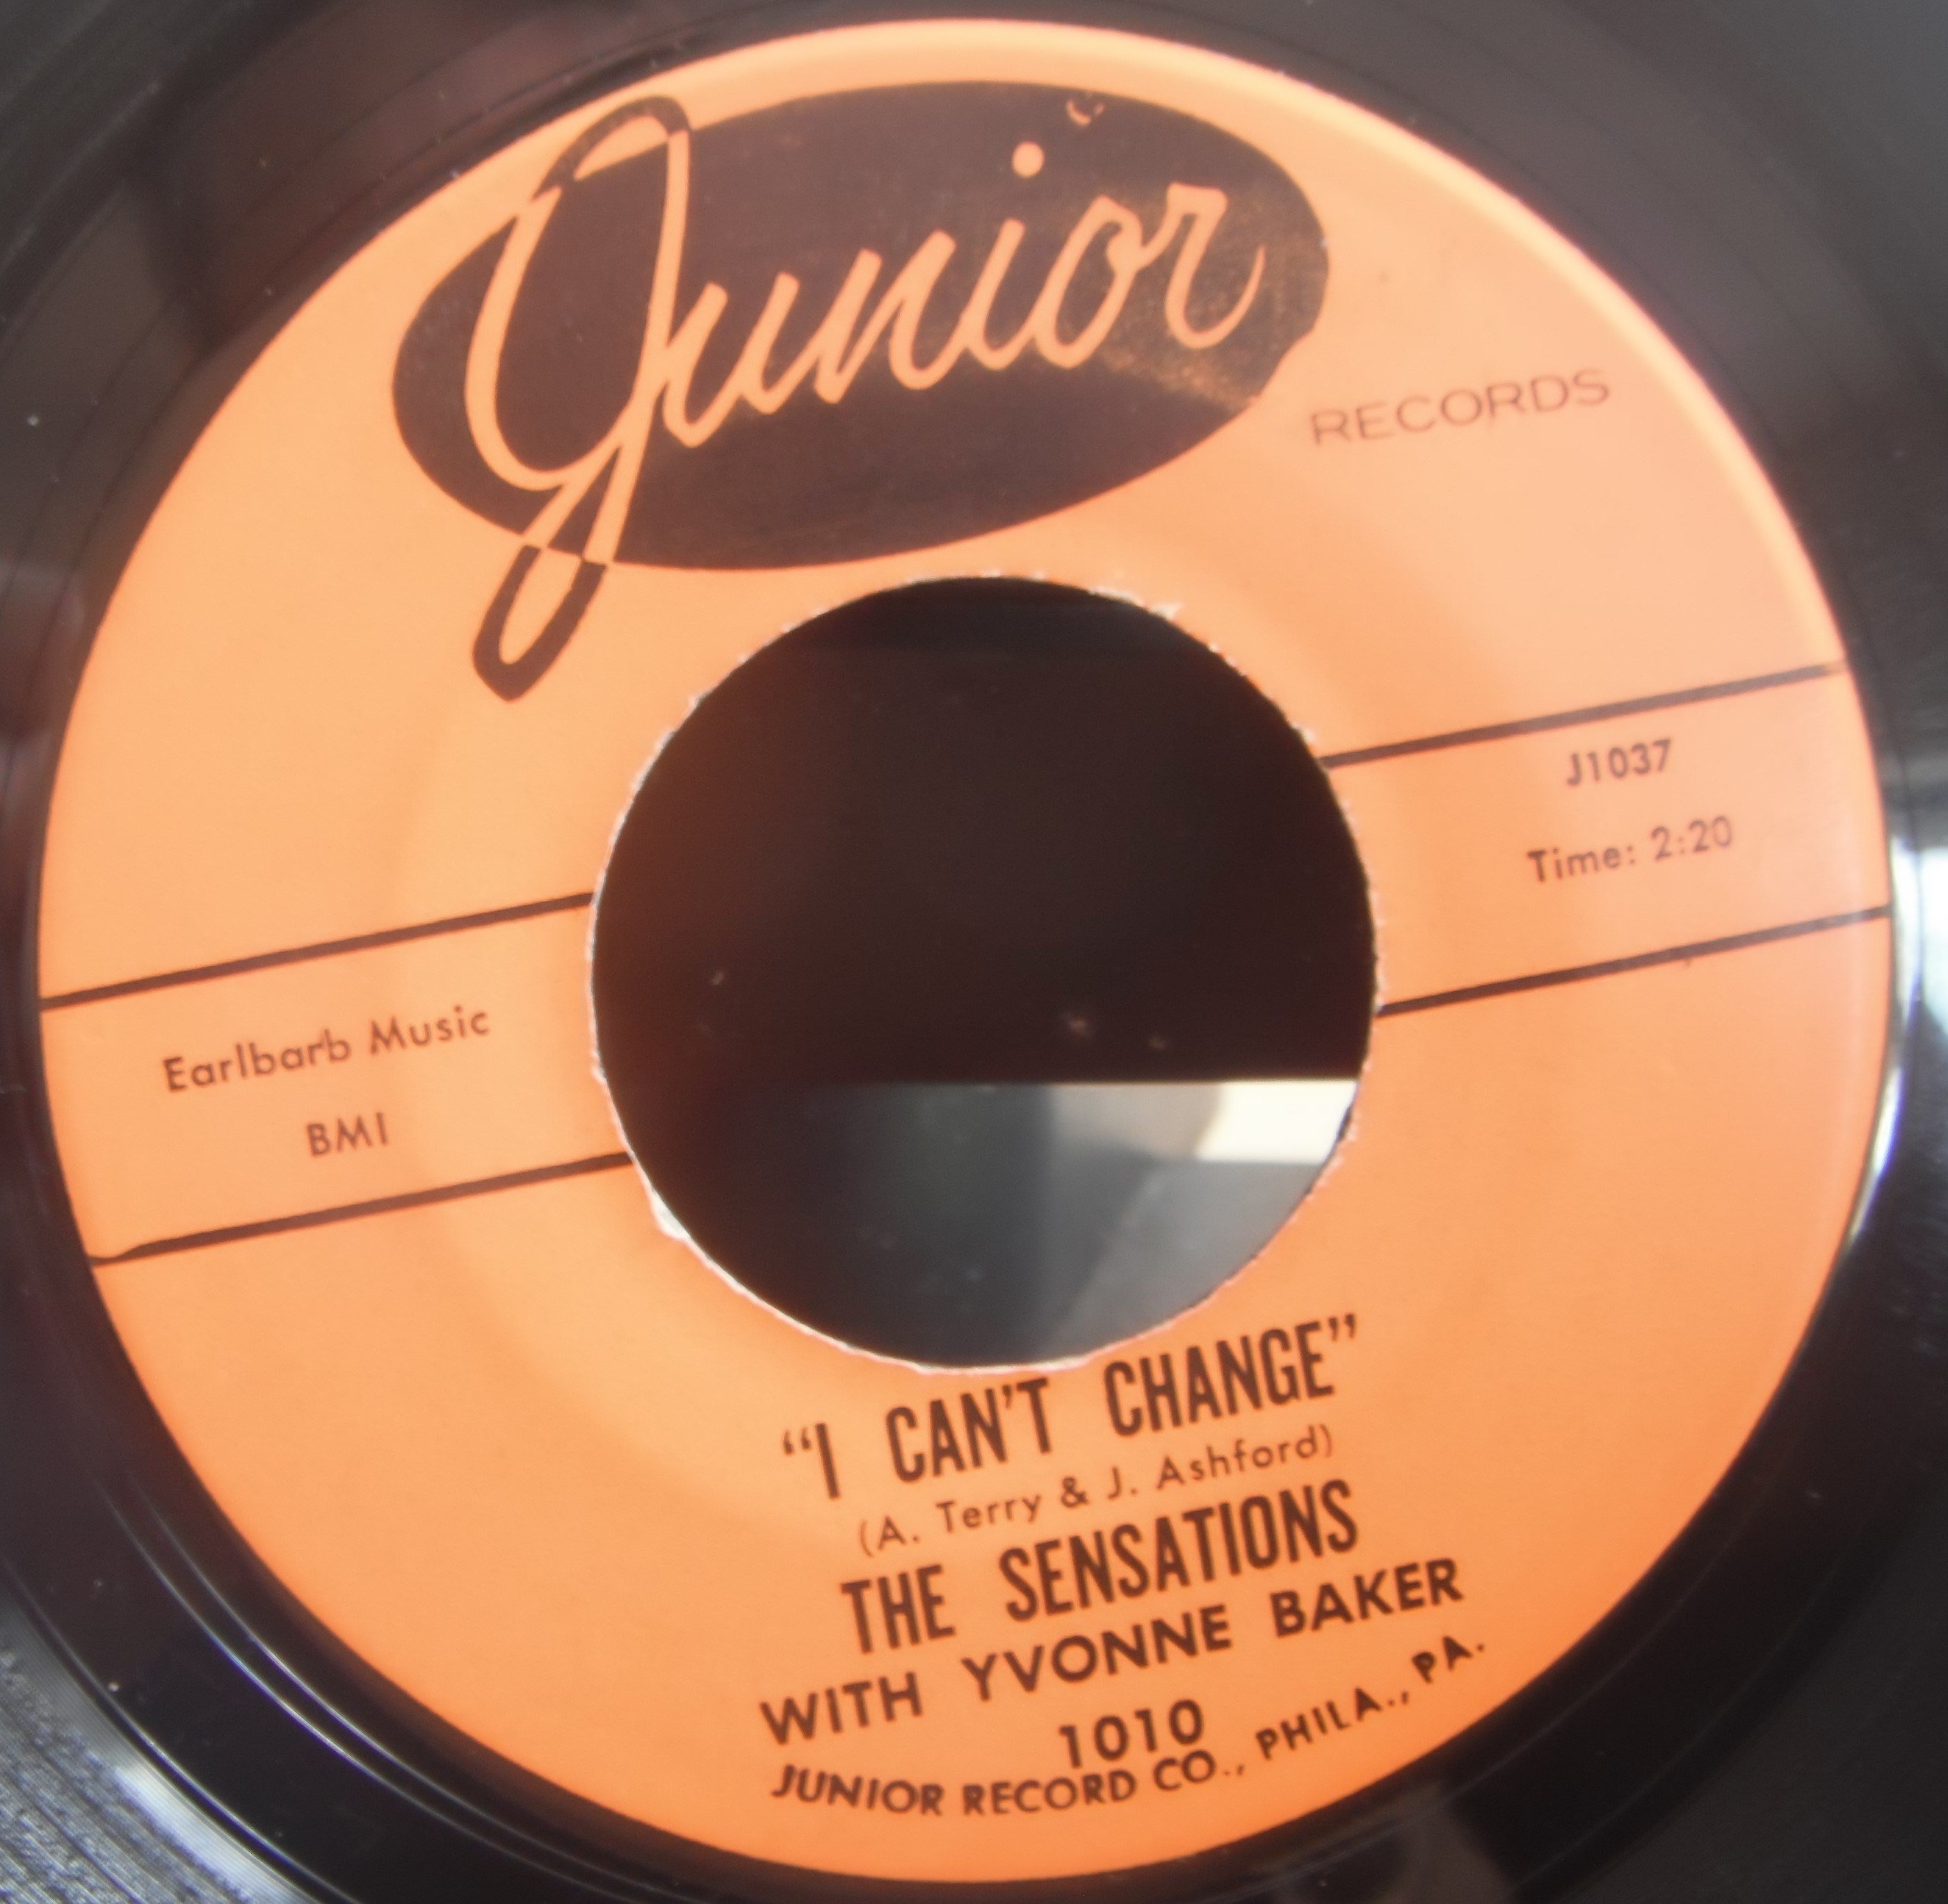 Junior
RECORDS
J1037
Time: 2:20
Earlbarb Music
BMI
“I CAN'T CHANGE”
(A. Terry & J. Ashford)
THE SENSATIONS
WITH YVONNE BAKER
1010
JUNIOR RECORD CO., PHILA., PA.